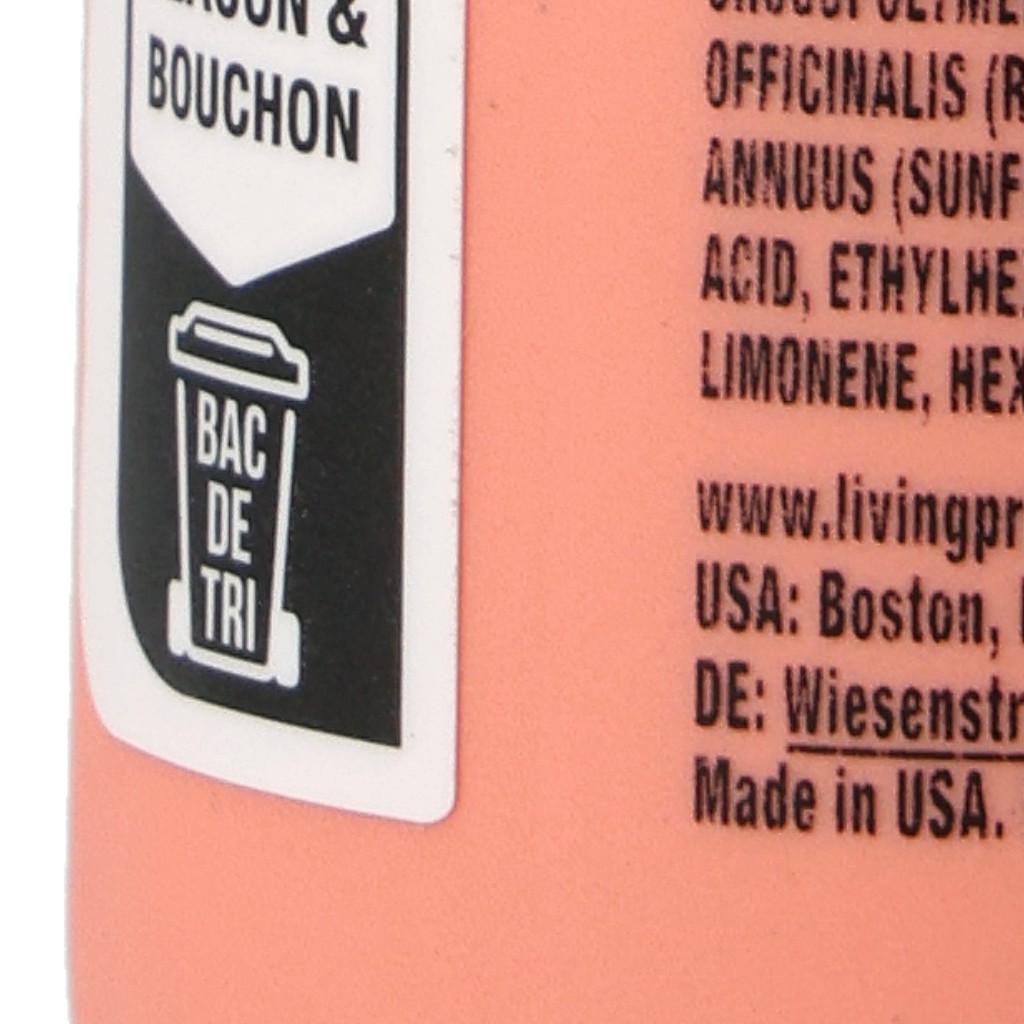 &
BOUCHON
BAC
DE
TRI
OFFICINALIS (R
ANNUUS (SUNF
ACID, ETHYLHE
LIMONENE, HEX
www.livingpr
USA: Boston,
DE: Wiesenstr
Made in USA.